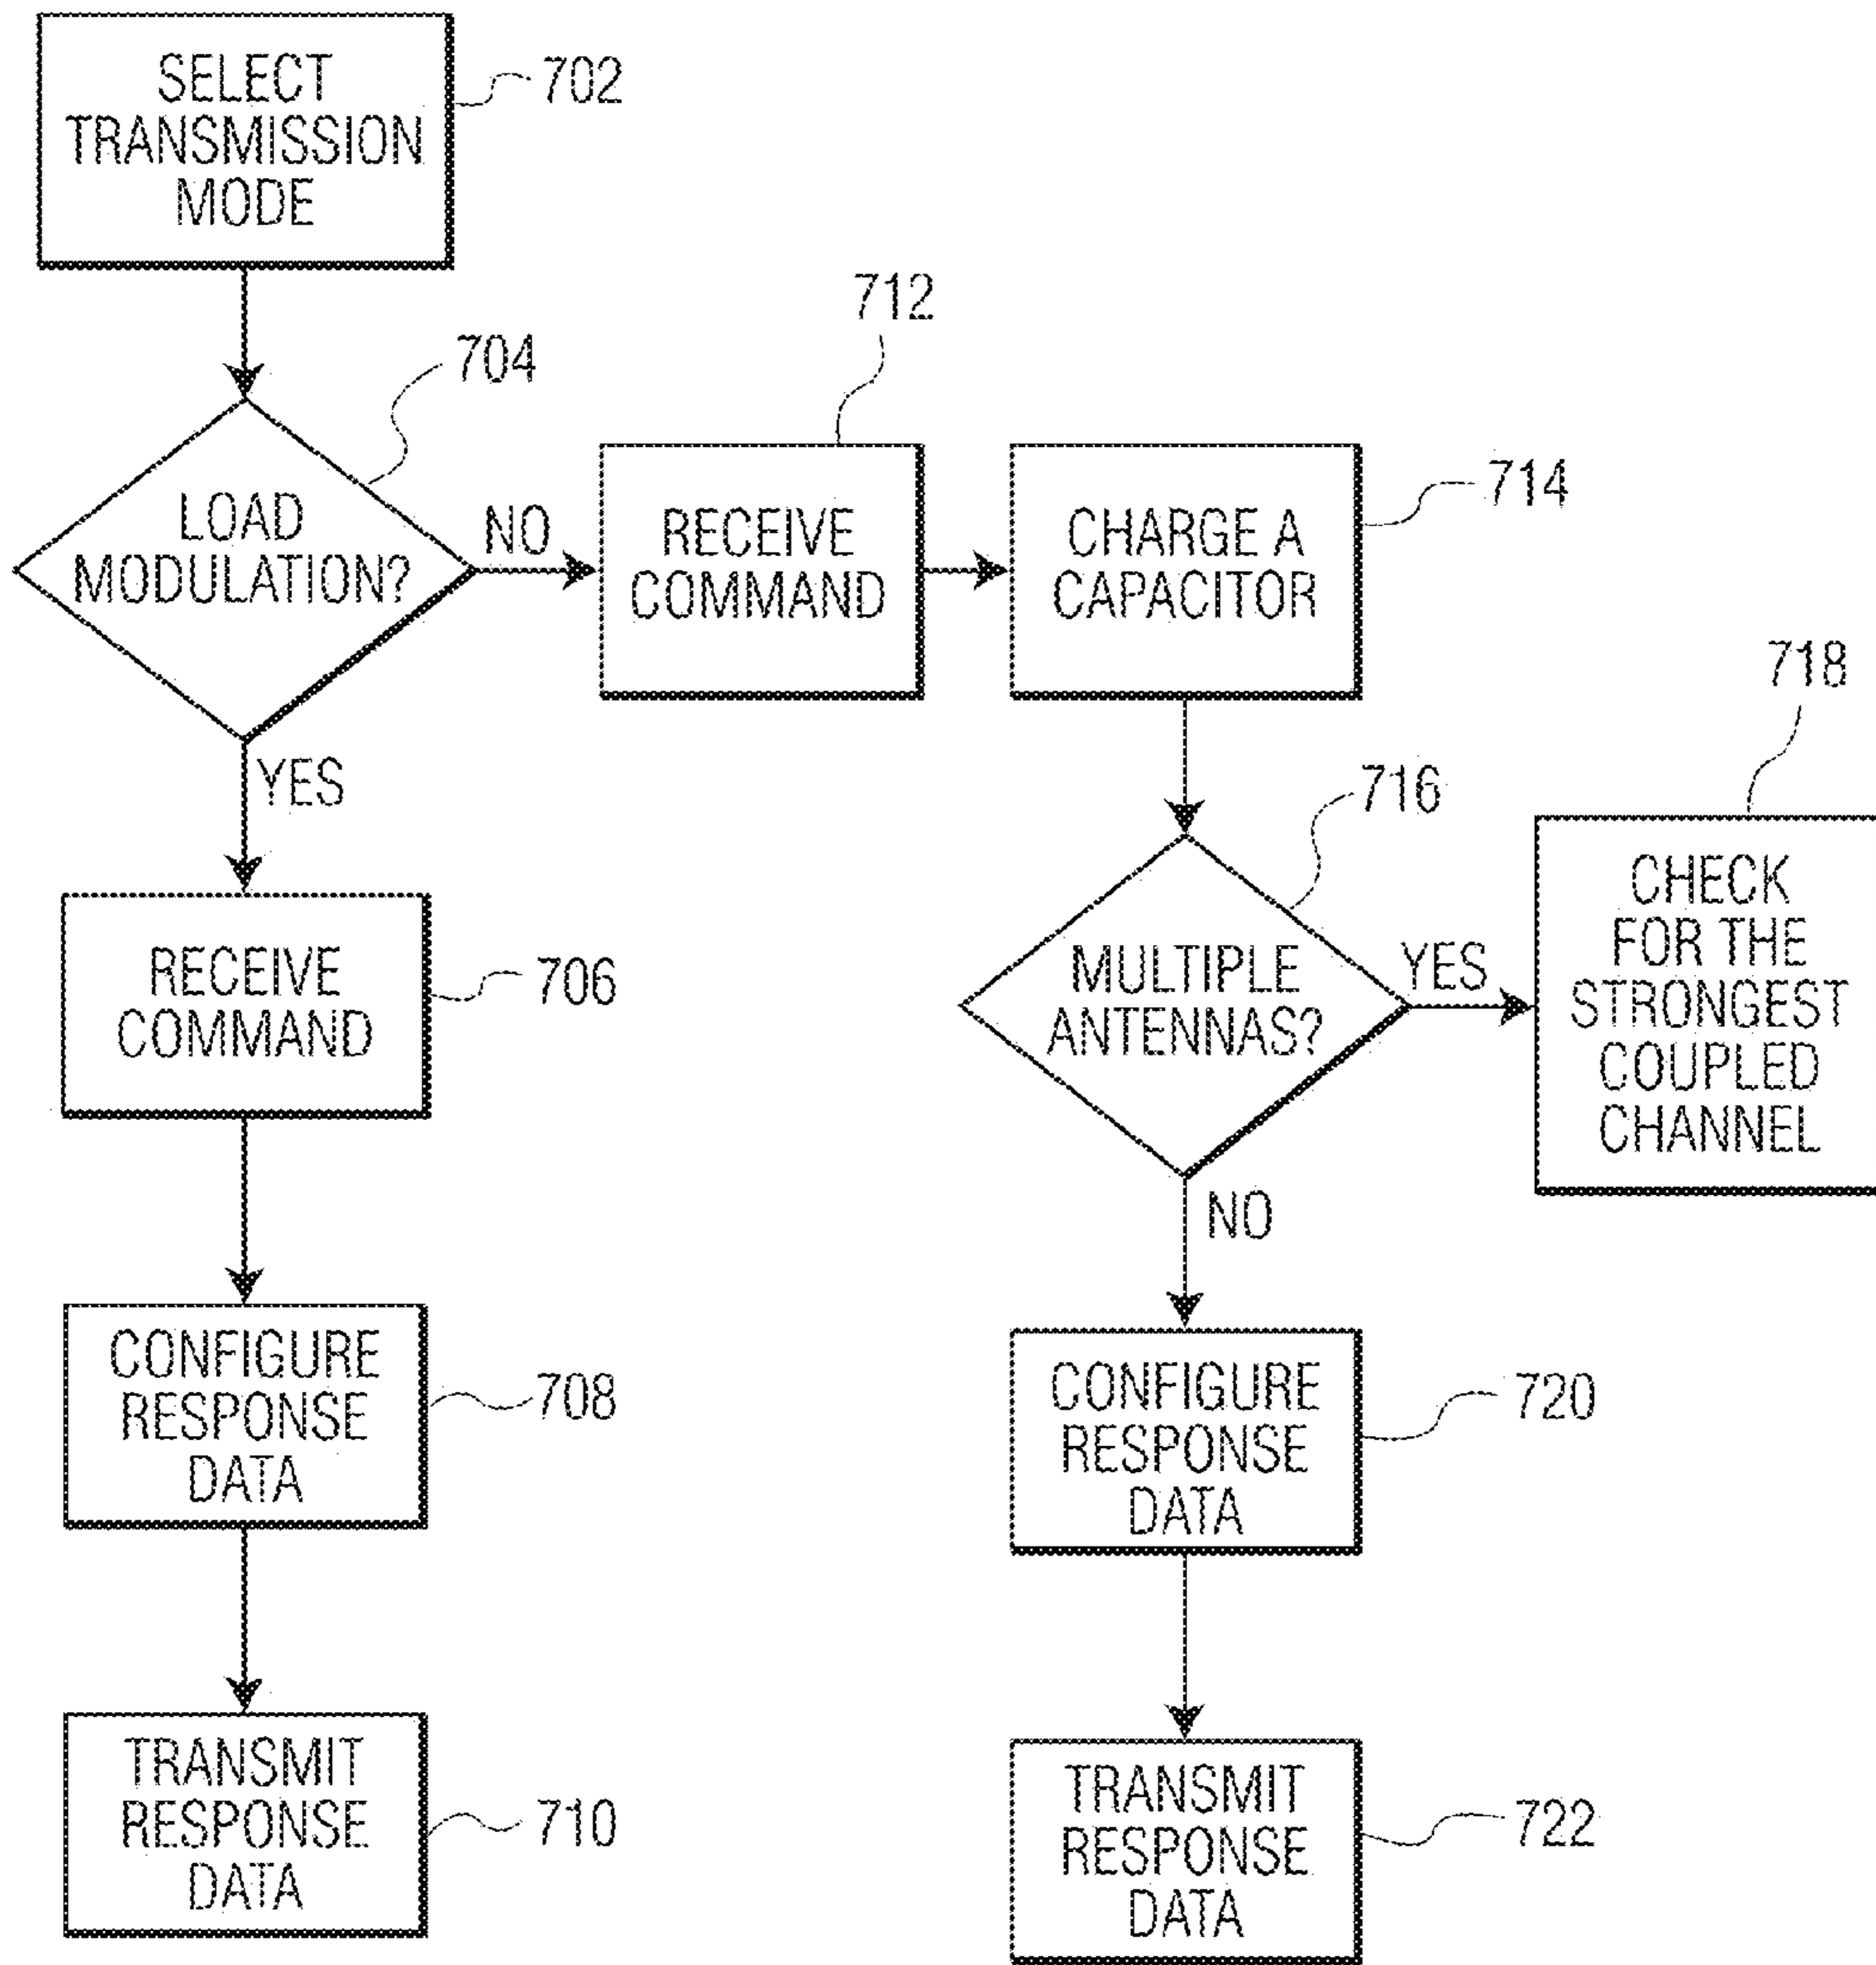 SELECT
TRANSMISSION
MODE
702
704
LOAD
MODULATION?
NO
YES
712
RECEIVE
COMMAND
714
CHARGE A
CAPACITOR
706
RECEIVE
COMMAND
716
MULTIPLE
ANTENNAS?
YES
NO
718
CHECK
FOR THE
STRONGEST
COUPLED
CHANNEL
708
CONFIGURE
RESPONSE
DATA
720
CONFIGURE
RESPONSE
DATA
710
TRANSMIT
RESPONSE
DATA
722
TRANSMIT
RESPONSE
DATA